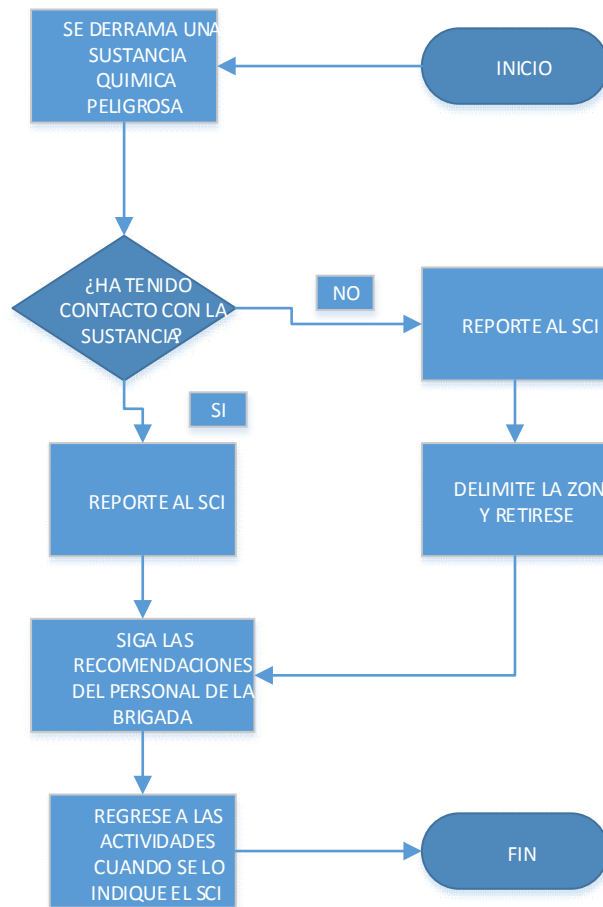 INICIO
SE DERRAMA UNA
SUSTANCIA
QUIMICA
PELIGROSA
¿HA TENIDO
CONTACTO CON LA
SUSTANCIA?
NO
REPORTE AL SCI
DELIMITE LA ZON
Y RETIRESE
SI
REPORTE AL SCI
SIGA LAS
RECOMENDACIONES
DEL PERSONAL DE LA
BRIGADA
REGRESE A LAS
ACTIVIDADES
CUANDO SE LO
INDIQUE EL SCI
FIN